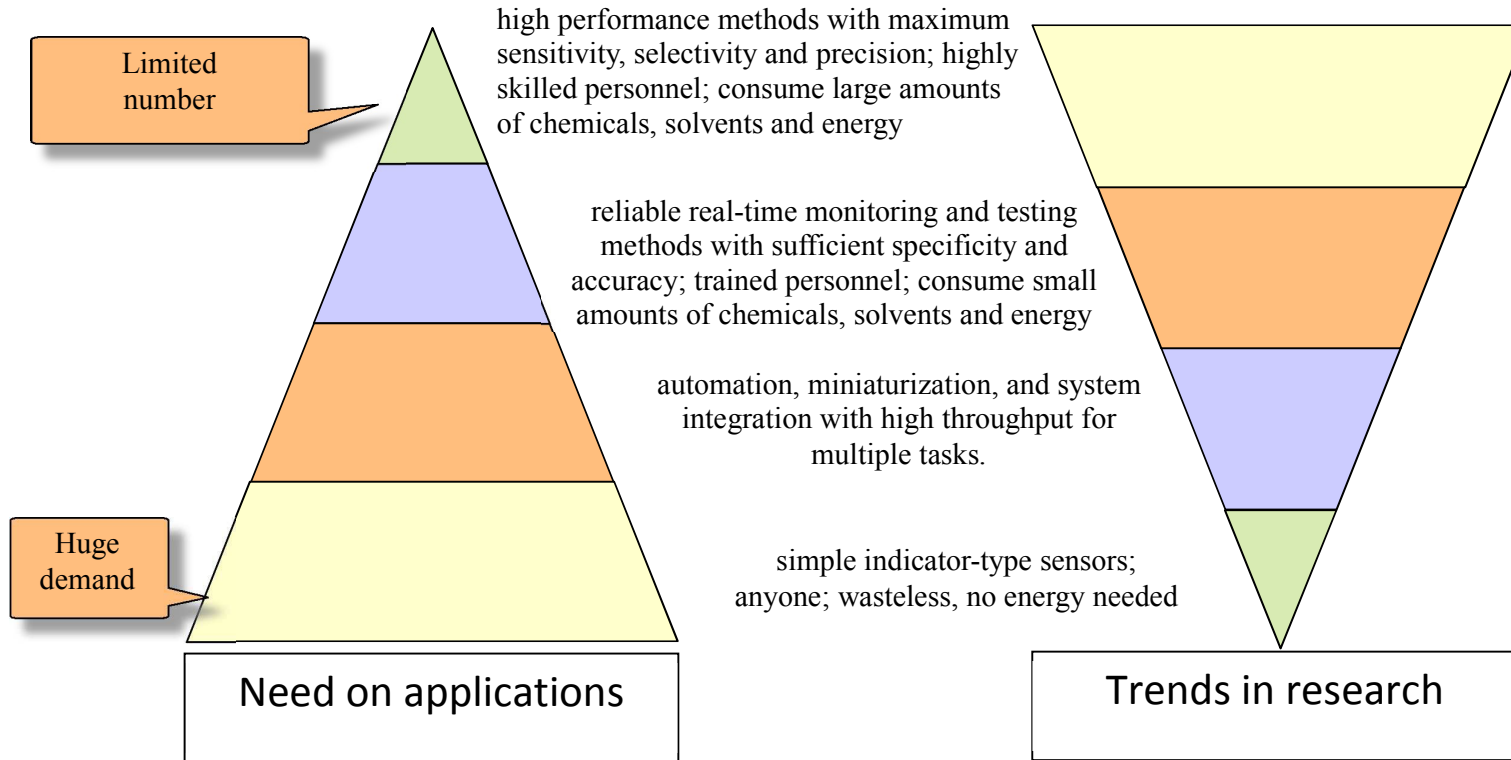 Limited
number
high performance methods with maximum
sensitivity, selectivity and precision; highly
skilled personnel; consume large amounts
of chemicals, solvents and energy
reliable real-time monitoring and testing
methods with sufficient specificity and
accuracy; trained personnel; consume small
amounts of chemicals, solvents and energy
automation, miniaturization, and system
integration with high throughput for
multiple tasks.
Huge
demand
simple indicator-type sensors;
anyone; wasteless, no energy needed
Need on applications
Trends in research